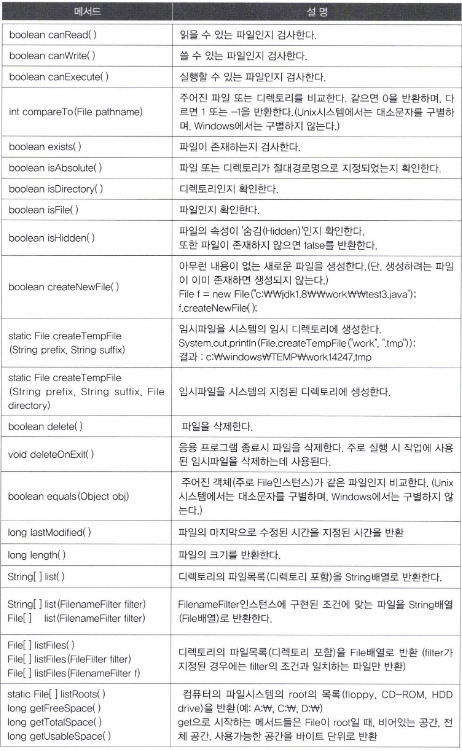 메서드 설 명
boolean canRead( ) 읽을 수 있는 파일인지 검사한다.
boolean canWrite( ) 쓸 수 있는 파일인지 검사한다.
boolean canExecute( ) 실행할 수 있는 파일인지 검사한다.
int compareTo(File pathname) 주어진 파일 또는 디렉토리를 비교한다. 같으면 0을 반환하며, 다
르면 1 또는 -1을 반환한다.(Unix시스템에서는 대소문자를 구별하
며, Windows에서는 구별하지 않는다.)
boolean exists( ) 파일이 존재하는지 검사한다.
boolean isAbsolute( ) 파일 또는 디렉토리가 절대경로명으로 지정되었는지 확인한다.
boolean isDirectory( ) 디렉토리인지 확인한다.
boolean isFile( ) 파일인지 확인한다.
boolean isHidden( ) 파일의 속성이 '숨김(Hidden)'인지 확인한다.
또한 파일이 존재하지 않으면 false를 반환한다.
boolean createNewFile( ) 아무런 내용이 없는 새로운 파일을 생성한다.(단, 생성하려는 파일
이 이미 존재하면 생성되지 않는다.)
File f = new File("c:₩₩jdk1.8₩₩work₩₩test3.java");
f.createNewFile( );
static File createTempFile
(String prefix, String suffix)
임시파일을 시스템의 임시 디렉토리에 생성한다.
System.out.println(File.createTempFile("work", ".tmp"));
결과 : c:₩windows₩TEMP₩work14247.tmp
static File createTempFile
(String prefix, String suffix, File
directory)
임시파일을 시스템의 지정된 디렉토리에 생성한다.
boolean delete( ) 파일을 삭제한다.
void deleteOnExit( ) 응용 프로그램 종료시 파일을 삭제한다. 주로 실행 시 작업에 사용
된 임시파일을 삭제하는데 사용된다.
boolean equals(Object obj) 주어진 객체(주로 File인스턴스)가 같은 파일인지 비교한다. (Unix
시스템에서는 대소문자를 구별하며, Windows에서는 구별하지 않
는다.)
long lastModified( ) 파일의 마지막으로 수정된 시간을 지정된 시간을 반환
long length( ) 파일의 크기를 반환한다.
String[ ] list( ) 디렉토리의 파일목록(디렉토리 포함)을 String배열로 반환한다.
String[ ] list(FilenameFilter filter)
File[ ] list(FilenameFilter filter)
FilenameFilter인스턴스에 구현된 조건에 맞는 파일을 String배열
(File배열)로 반환한다.
File[ ] listFiles( )
File[ ] listFiles(FileFilter filter)
File[ ] listFiles(FilenameFilter f)
디렉토리의 파일목록(디렉토리 포함)을 File배열로 반환 (filter가
지정된 경우에는 filter의 조건과 일치하는 파일만 반환)
static File[ ] listRoots( )
long getFreeSpace( )
long getTotalSpace( )
long getUsableSpace( )
컴퓨터의 파일시스템의 root의 목록(floppy, CD-ROM, HDD
drive)을 반환(예: A:₩, C:₩, D:₩)
get으로 시작하는 메서드들은 File이 root일 때, 비어있는 공간, 전
체 공간, 사용가능한 공간을 바이트 단위로 반환